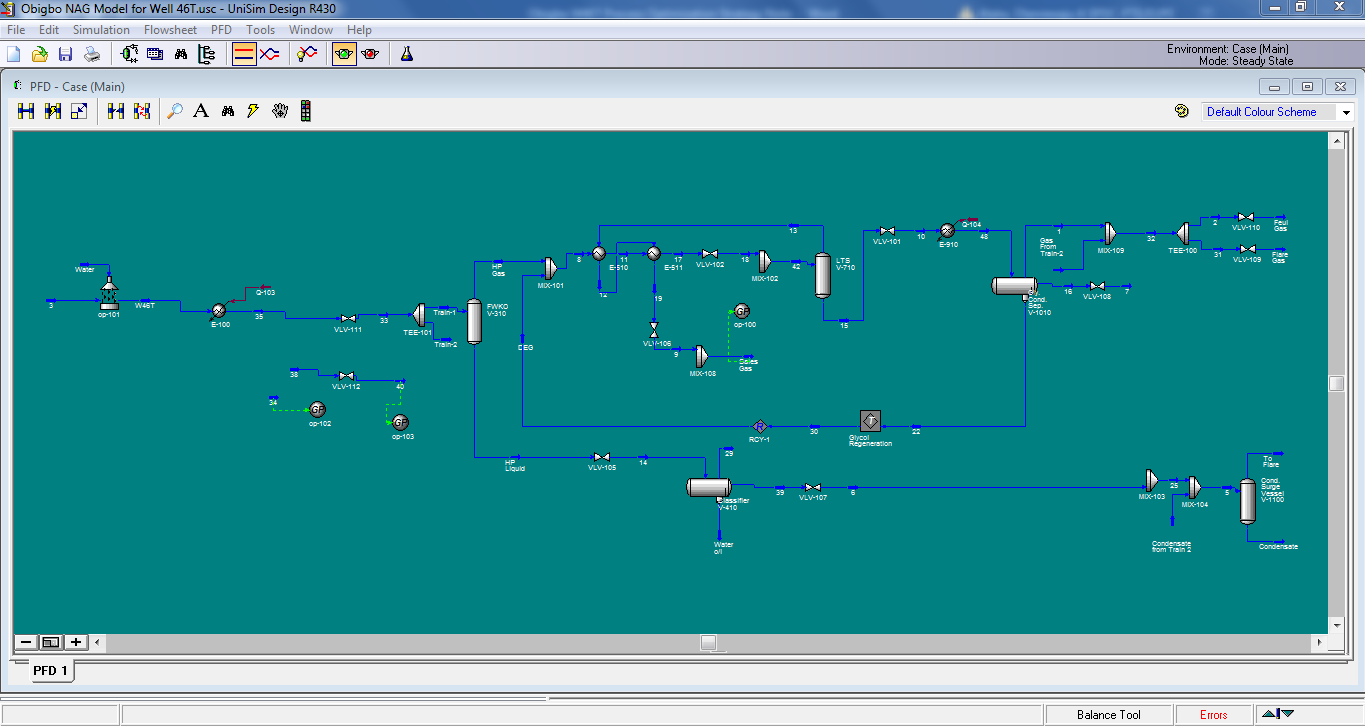 Obigbo NAG Model for Well 46T.usc - UniSim Design R430
File Edit Simulation Flowsheet PFD Tools Window Help
Environment: Case (Main)
Mode: Steady State
PFD - Case (Main)
A
Default Colour Scheme
Water
3
op-101
W46T
Q-103
E-100
35
VLV-111
33
TEE-101
Train-1
Train-2
HP
Gas
FWKO
V-310
DEG
MIX-101
8
12
11
E-510
E-511
17
VLV-102
18
MIX-102
42
13
LTS
V-710
15
19
VLV-106
9
MIX-108
Sales
Gas
GF
op-100
VLV-101
10
E-910
Q-104
48
Gas
From
Train-2
1
MIX-109
32
TEE-100
2
VLV-110
Feul
Gas
31
VLV-109
Flare
Gas
16
VLV-108
7
Cond.
Sep.
V-1010
38
VLV-112
40
34
GF
op-102
GF
op-103
R
RCY-1
30
T
Glycol
Regeneration
22
HP
Liquid
VLV-105
14
29
Classifier
V-410
Water
o/l
39
VLV-107
6
MIX-103
25
MIX-104
5
Condensate
from Train 2
To
Flare
Cond.
Surge
Vessel
V-1100
Condensate
PFD 1
Balance Tool
Errors